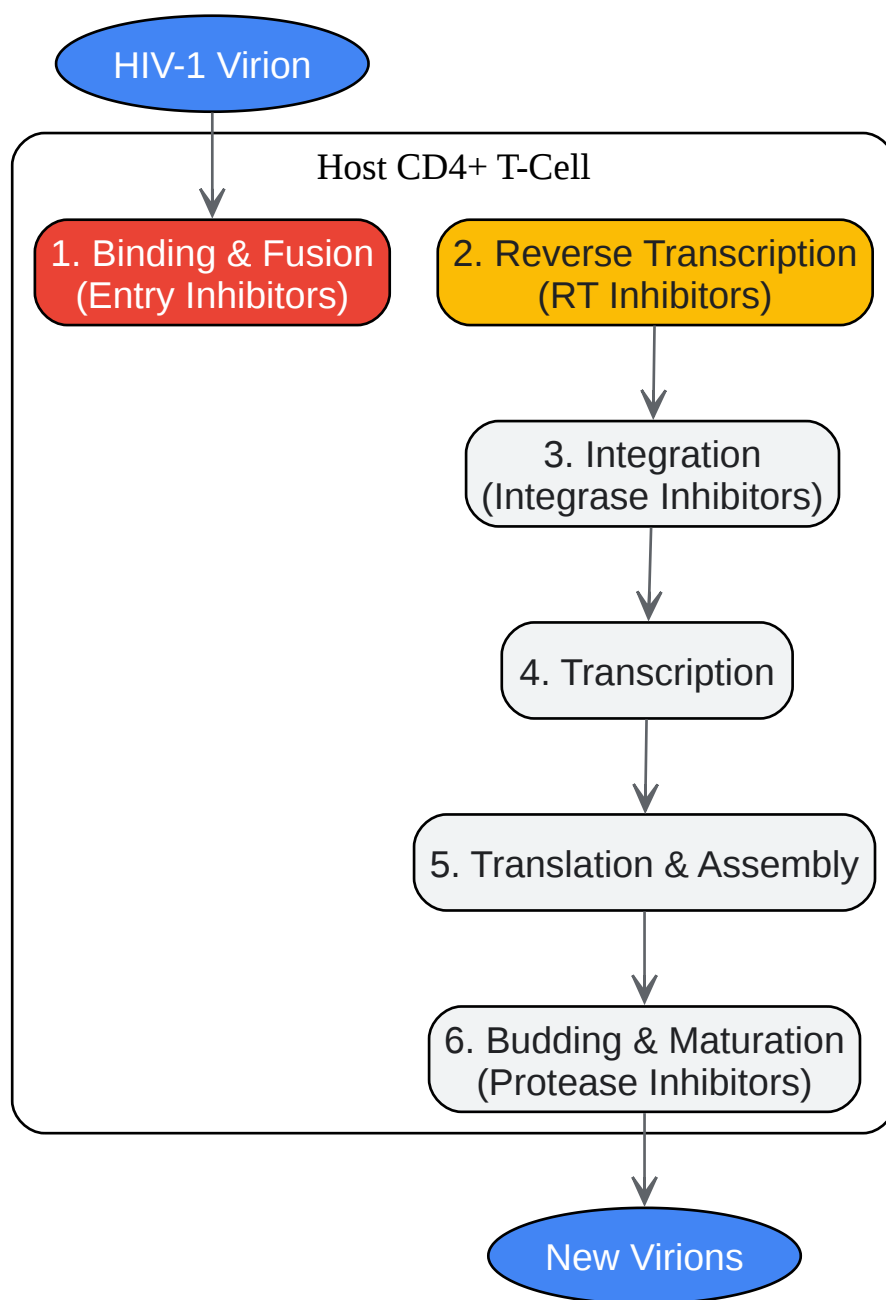 HIV-1 Virion
Host CD4+ T-Cell
1. Binding & Fusion
(Entry Inhibitors)
2. Reverse Transcription
(RT Inhibitors)
3. Integration
(Integrase Inhibitors)
4. Transcription
5. Translation & Assembly
6. Budding & Maturation
(Protease Inhibitors)
New Virions